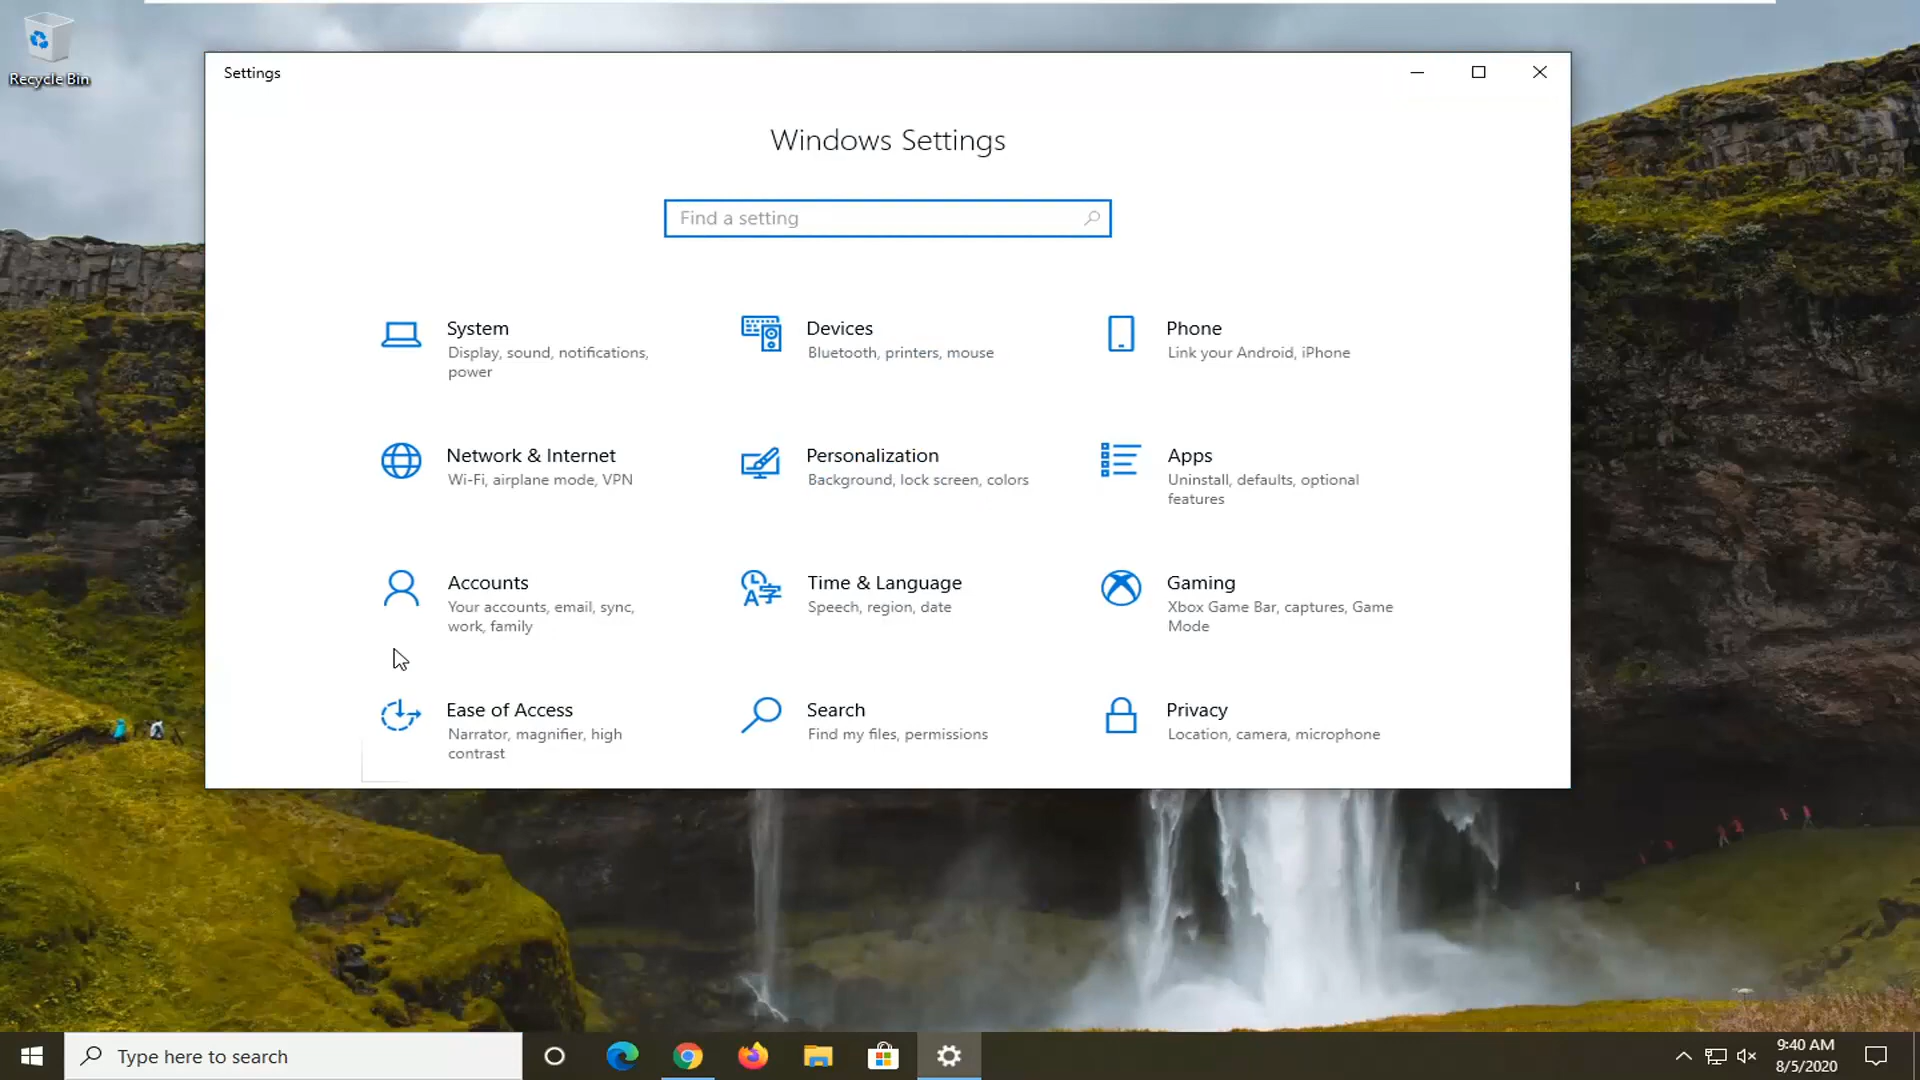 Recycle Bin
Settings
Windows Settings
Find a setting
System
Display, sound, notifications,
power
Devices
Bluetooth, printers, mouse
Phone
Link your Android, iPhone
Network & Internet
Wi-Fi, airplane mode, VPN
Personalization
Background, lock screen, colors
Apps
Uninstall, defaults, optional
features
Accounts
Your accounts, email, sync,
work, family
Time & Language
Speech, region, date
Gaming
Xbox Game Bar, captures, Game
Mode
Ease of Access
Narrator, magnifier, high
contrast
Search
Find my files, permissions
Privacy
Location, camera, microphone
Type here to search
9:40 AM
8/5/2020